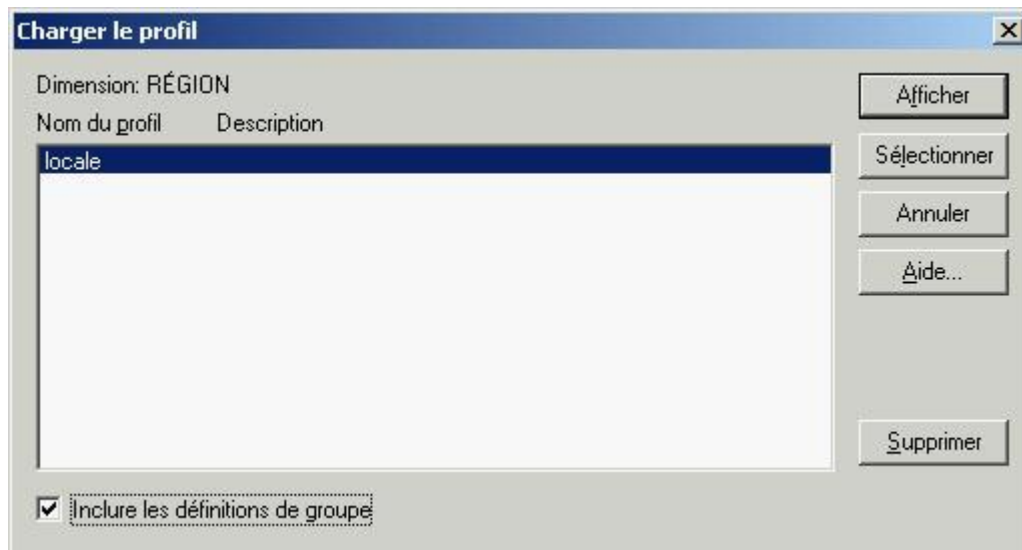 Charger le profil
Dimension: RÉGION
Nom du profil Description
locale
Afficher
Sélectionner
Annuler
Aide...
Supprimer
Inclure les définitions de groupe